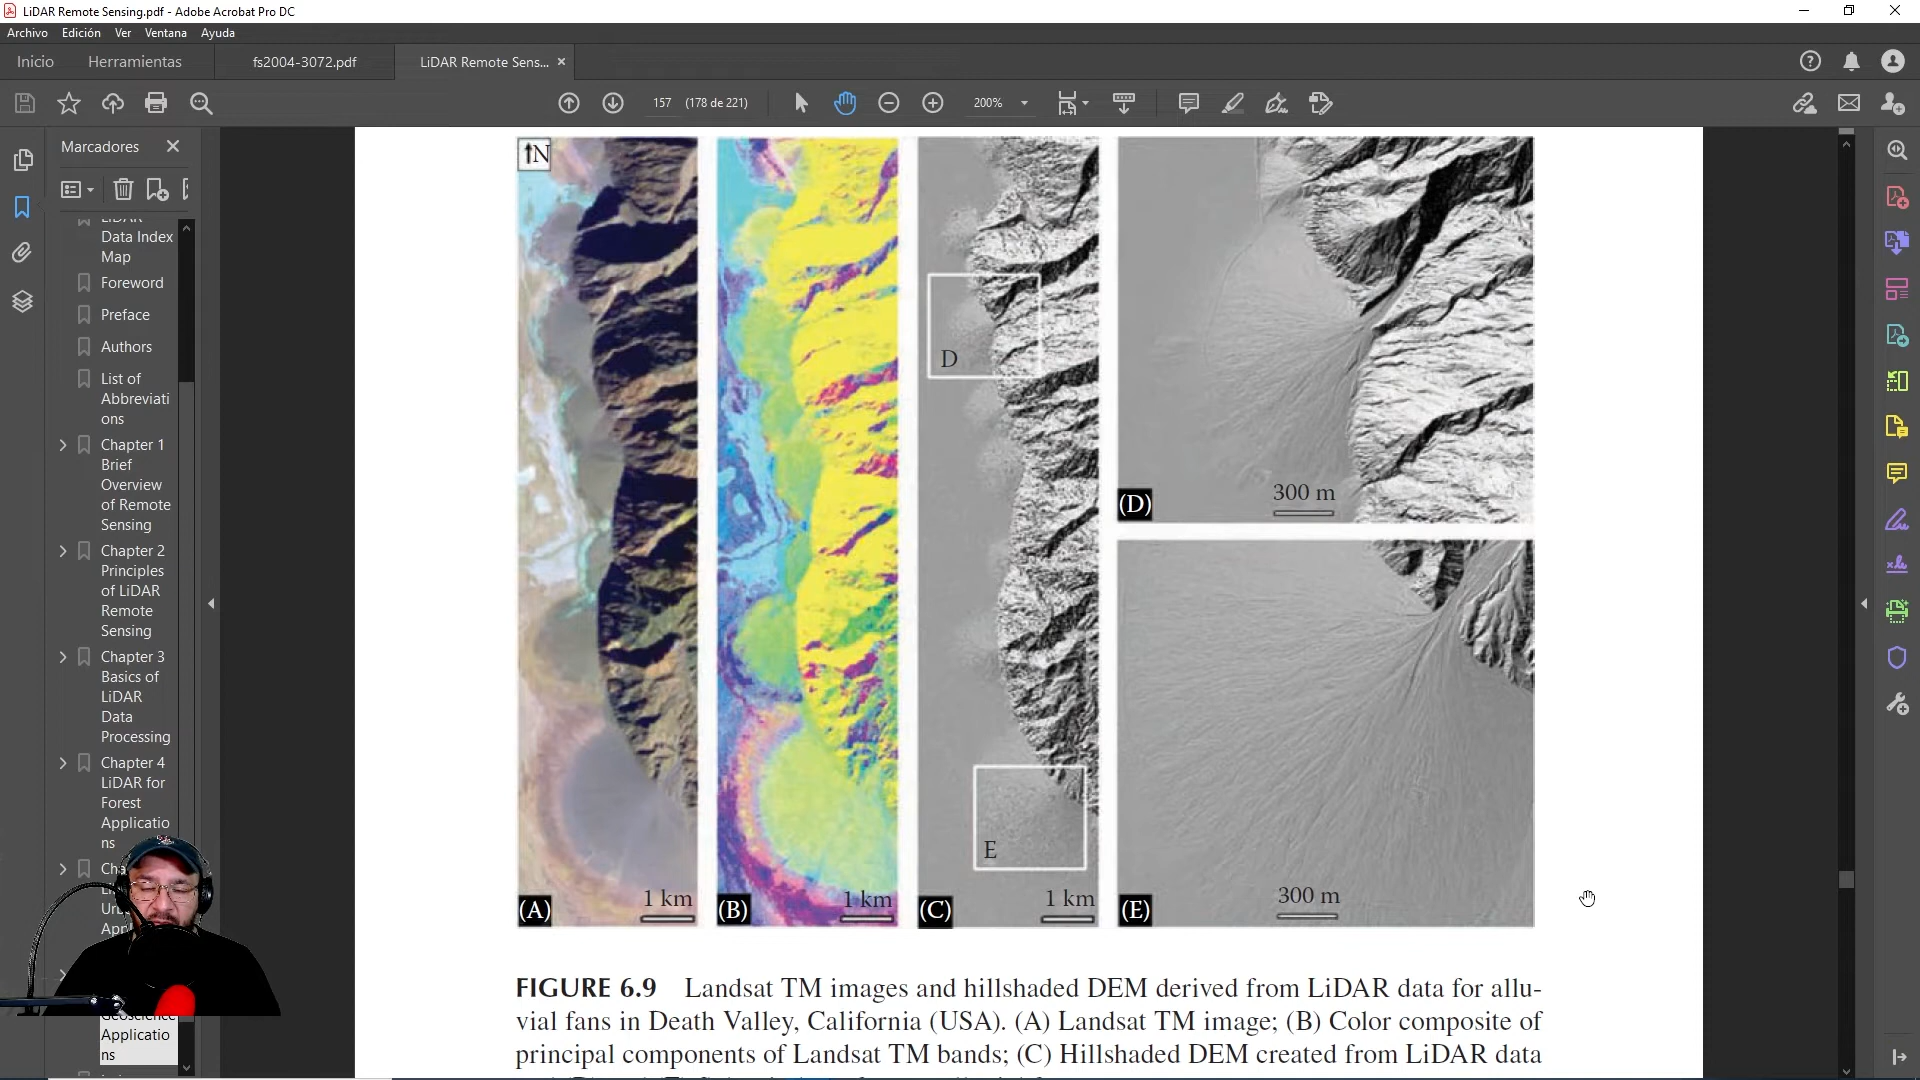 LiDAR Remote Sensing.pdf - Adobe Acrobat Pro DC
Archivo Edición Ver Ventana Ayuda
Inicio Herramientas fs2004-3072.pdf LiDAR Remote Sens...
157 (178 de 221) 200%
Marcadores
LiDAR
Data Index
Map
Foreword
Preface
Authors
List of
Abbreviati
ons
Chapter 1
Brief
Overview
of Remote
Sensing
Chapter 2
Principles
of LiDAR
Remote
Sensing
Chapter 3
Basics of
LiDAR
Data
Processing
Chapter 4
LiDAR for
Forest
Applicatio
ns
Geoscience
Applicatio
ns
N
(A) 1 km
(B) 1 km
D
E
(C) 1 km
(D) 300 m
(E) 300 m
FIGURE 6.9 Landsat TM images and hillshaded DEM derived from LiDAR data for allu-
vial fans in Death Valley, California (USA). (A) Landsat TM image; (B) Color composite of
principal components of Landsat TM bands; (C) Hillshaded DEM created from LiDAR data